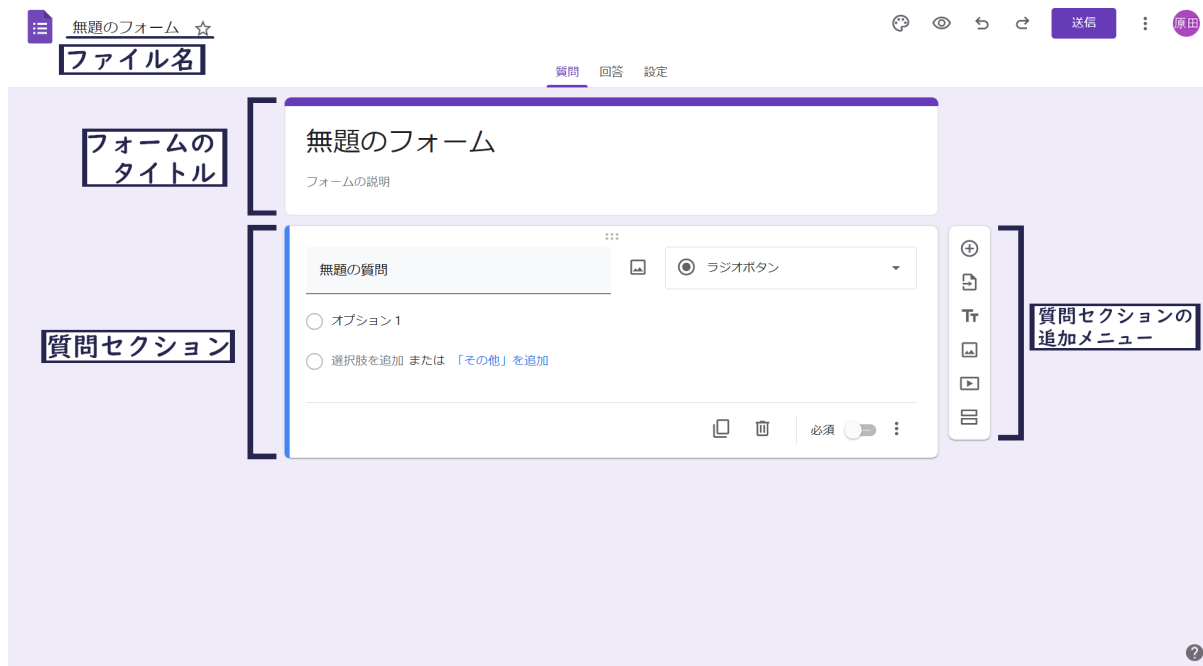 無題のフォーム
送信
原田
ファイル名
質問 回答 設定
フォームの
タイトル
無題のフォーム
フォームの説明
無題の質問
ラジオボタン
オプション 1
選択肢を追加 または 「その他」を追加
質問セクション
質問セクションの
追加メニュー
必須